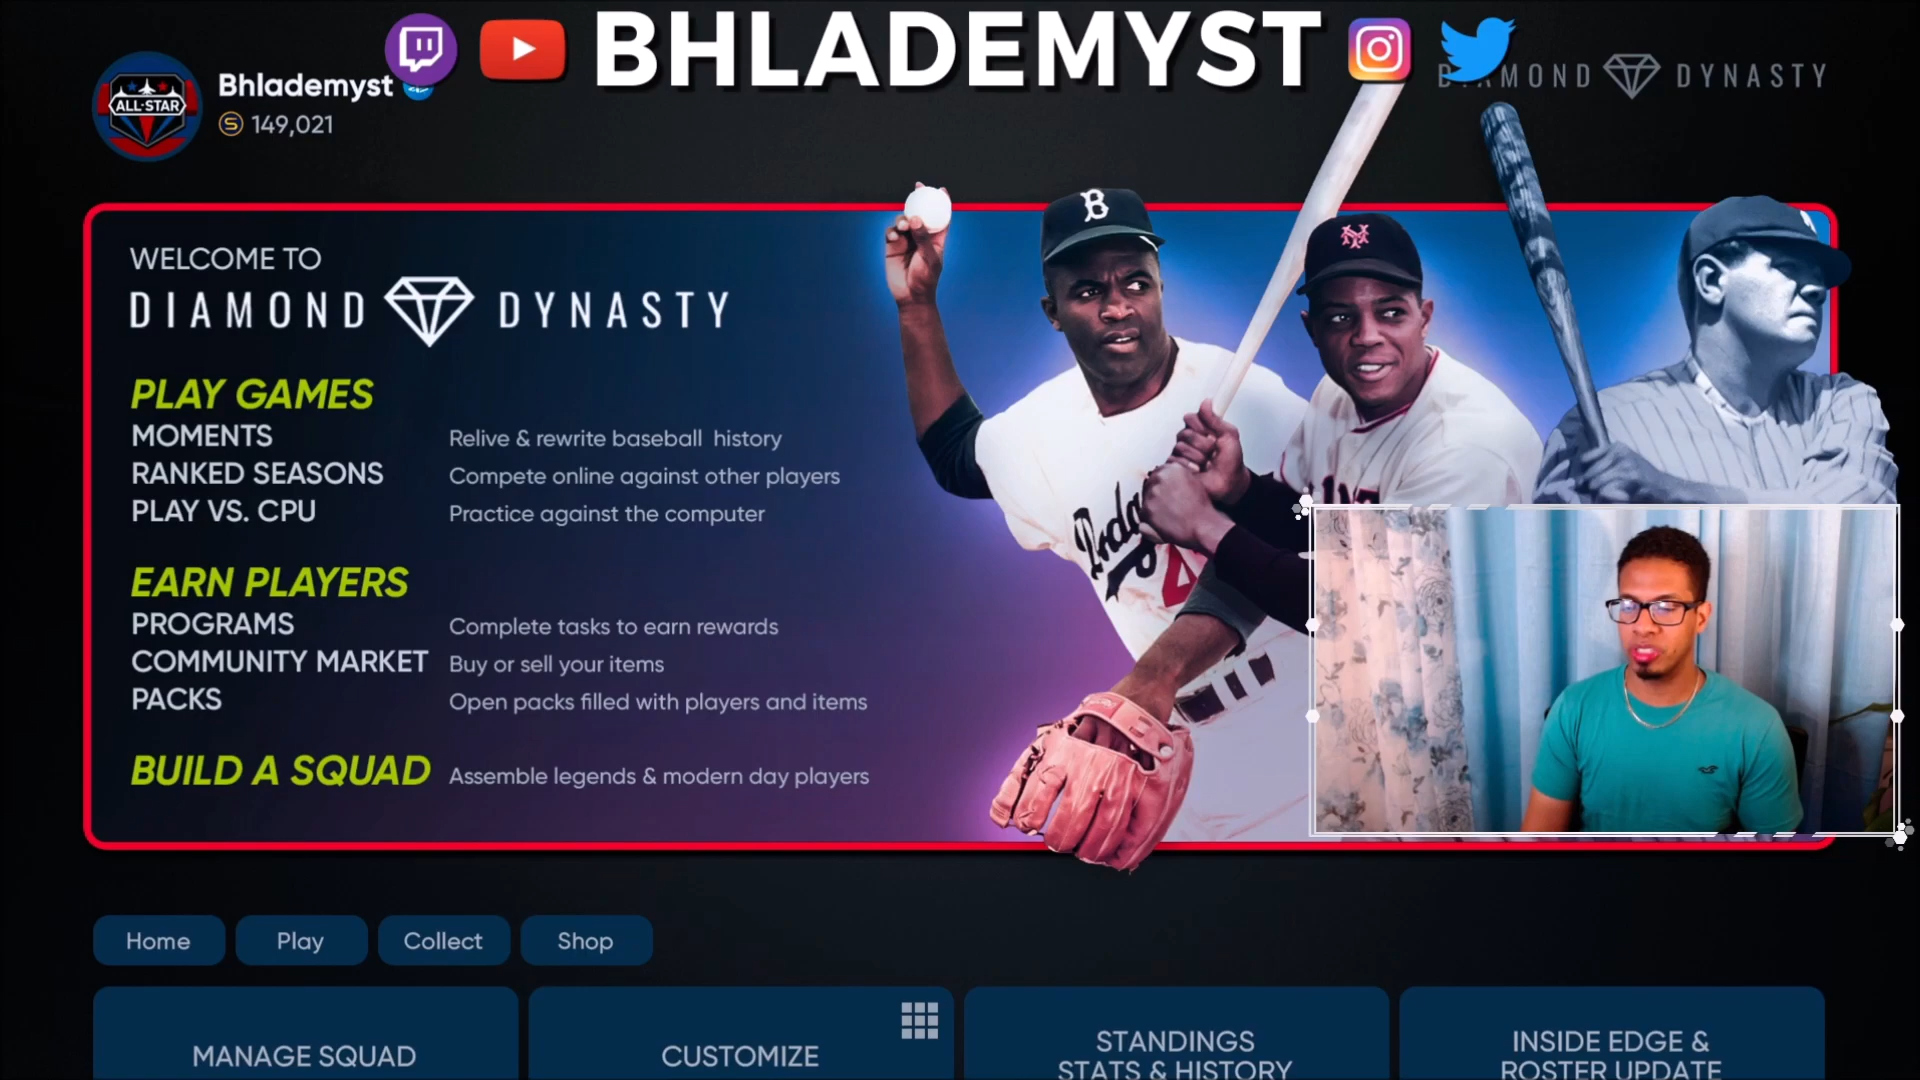 BHLADEMYST
Bhlademyst
149,021
ALL-STAR
DIAMOND DYNASTY
WELCOME TO
DIAMOND DYNASTY
PLAY GAMES
MOMENTS Relive & rewrite baseball history
RANKED SEASONS Compete online against other players
PLAY VS. CPU Practice against the computer
EARN PLAYERS
PROGRAMS Complete tasks to earn rewards
COMMUNITY MARKET Buy or sell your items
PACKS Open packs filled with players and items
BUILD A SQUAD Assemble legends & modern day players
B
NY
Dodg
4
Home Play Collect Shop
MANAGE SQUAD
CUSTOMIZE
STANDINGS
STATS & HISTORY
INSIDE EDGE &
ROSTER UPDATE